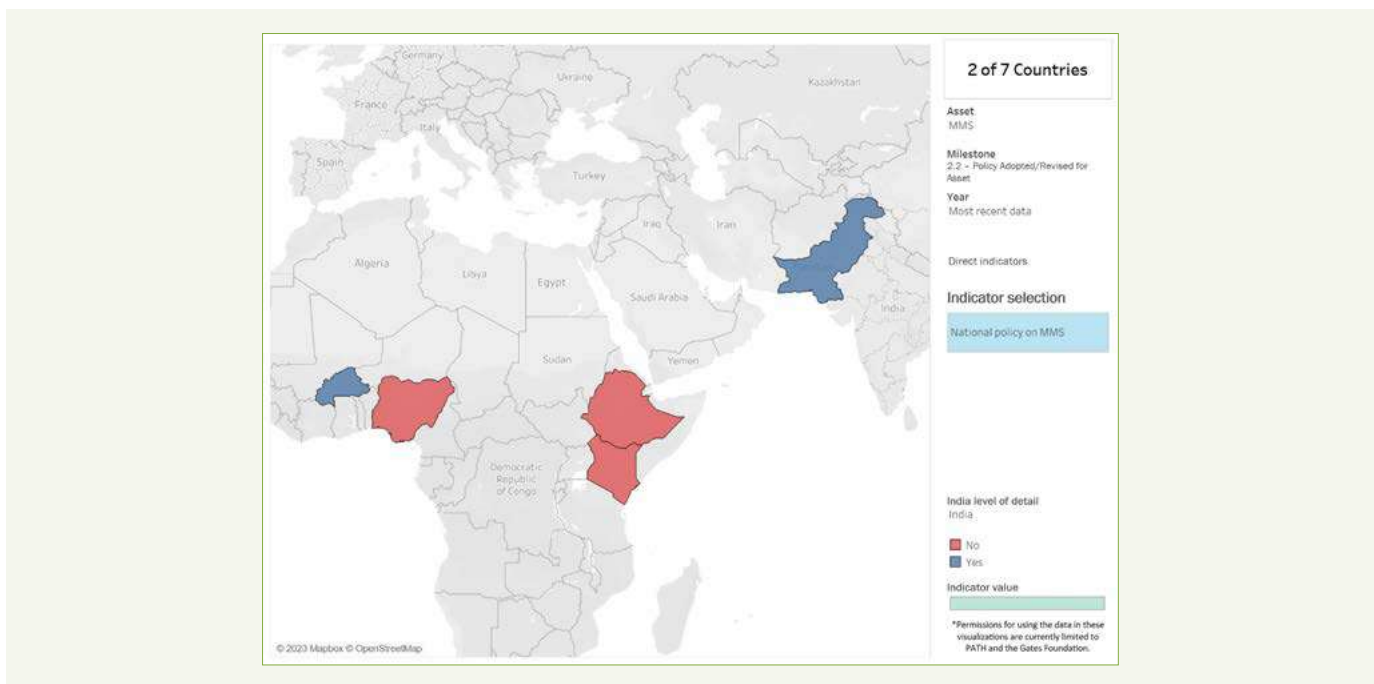 Germany
Ukraine
Kazakhstan
France
Italy
Spain
Turkey
Iraq
Iran
Algeria
Libya
Egypt
Saudi Arabia
India
Sudan
Yemen
Democratic
Republic
of Congo
© 2023 Mapbox © OpenStreetMap
2 of 7 Countries
Asset
MMS
Milestone
2.2 – Policy Adopted/Revised for
Asset
Year
Most recent data
Direct indicators
Indicator selection
National policy on MMS
India level of detail
India
No
Yes
Indicator value
*Permissions for using the data in these
visualizations are currently limited to
PATH and the Gates Foundation.